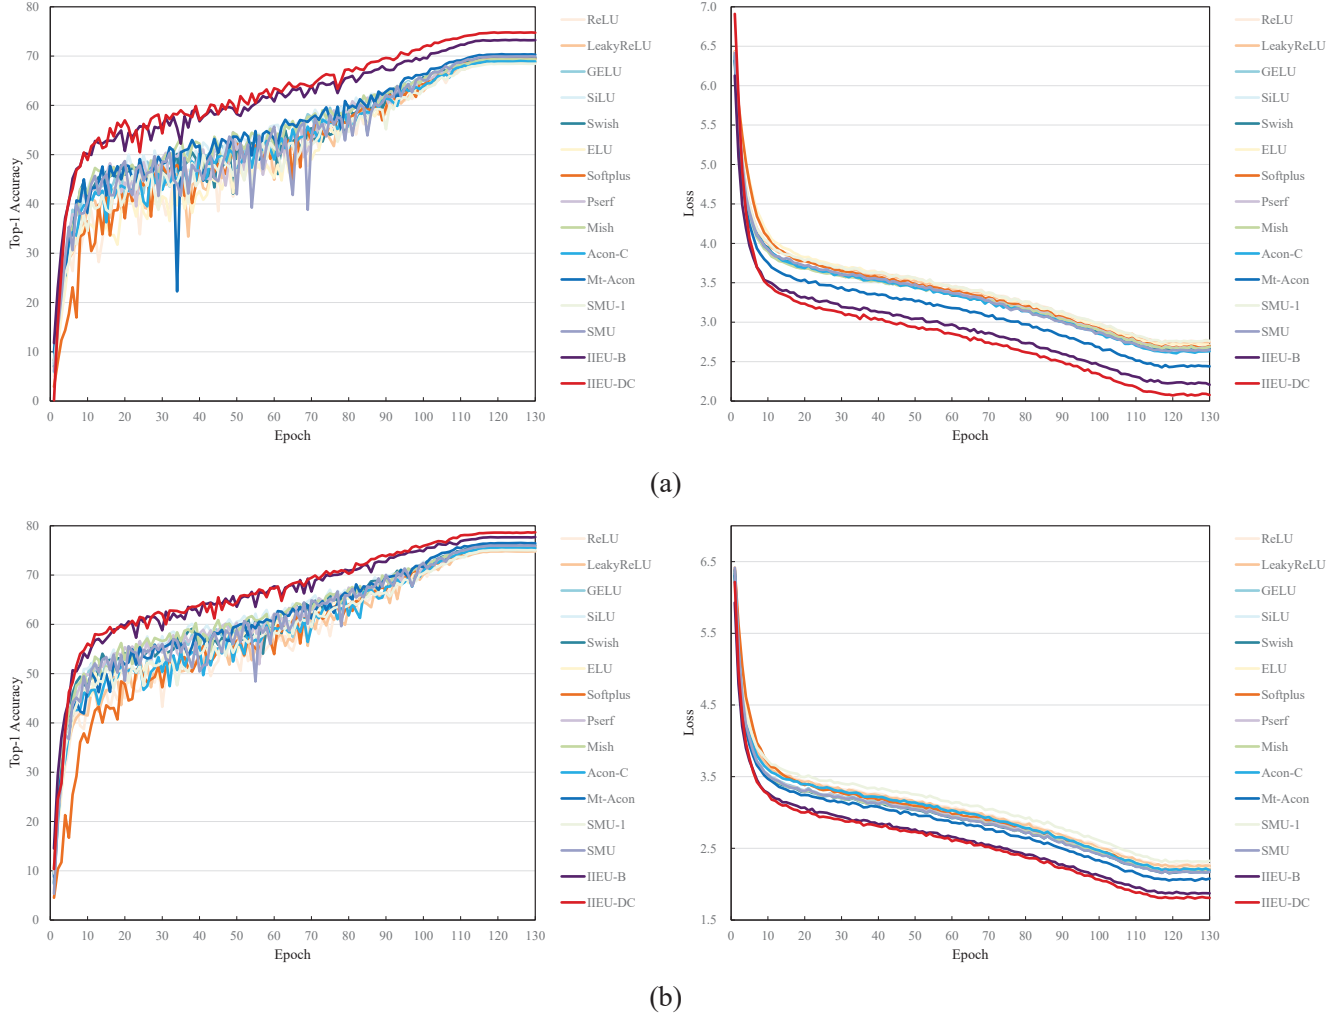 Top-1 Accuracy
80
70
60
50
40
30
20
10
0
0 10 20 30 40 50 60 70 80 90 100 110 120 130
Epoch
ReLU
LeakyReLU
GELU
SiLU
Swish
ELU
Softplus
Pserf
Mish
Acon-C
Mt-Acon
SMU-1
SMU
IIEU-B
IIEU-DC
Loss
7.0
6.5
6.0
5.5
5.0
4.5
4.0
3.5
3.0
2.5
2.0
0 10 20 30 40 50 60 70 80 90 100 110 120 130
Epoch
ReLU
LeakyReLU
GELU
SiLU
Swish
ELU
Softplus
Pserf
Mish
Acon-C
Mt-Acon
SMU-1
SMU
IIEU-B
IIEU-DC
(a)
Top-1 Accuracy
80
70
60
50
40
30
20
10
0
0 10 20 30 40 50 60 70 80 90 100 110 120 130
Epoch
ReLU
LeakyReLU
GELU
SiLU
Swish
ELU
Softplus
Pserf
Mish
Acon-C
Mt-Acon
SMU-1
SMU
IIEU-B
IIEU-DC
Loss
6.5
5.5
4.5
3.5
2.5
1.5
0 10 20 30 40 50 60 70 80 90 100 110 120 130
Epoch
ReLU
LeakyReLU
GELU
SiLU
Swish
ELU
Softplus
Pserf
Mish
Acon-C
Mt-Acon
SMU-1
SMU
IIEU-B
IIEU-DC
(b)